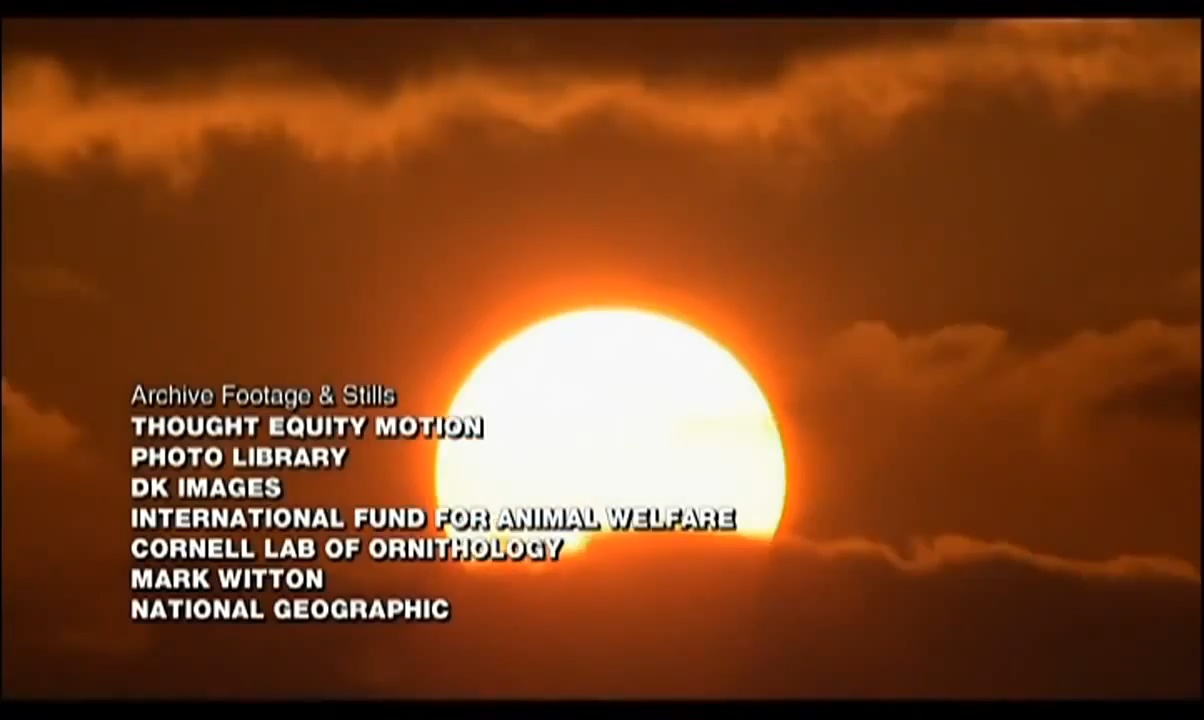 Archive Footage & Stills
THOUGHT EQUITY MOTION
PHOTO LIBRARY
DK IMAGES
INTERNATIONAL FUND FOR ANIMAL WELFARE
CORNELL LAB OF ORNITHOLOGY
MARK WITTON
NATIONAL GEOGRAPHIC